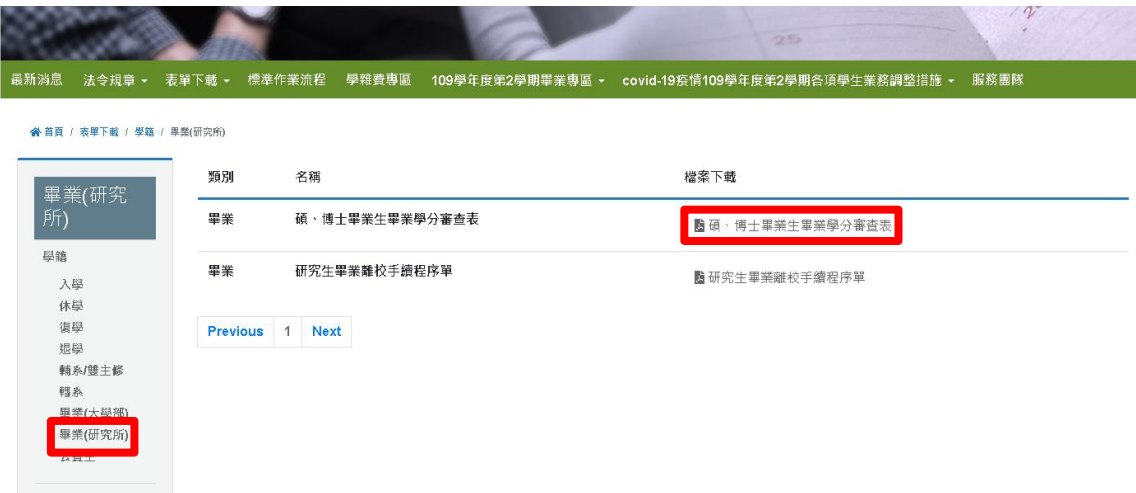 25
最新消息 法令規章 表單下載 標準作業流程 學雜費專區 109學年度第2學期畢業專區 covid-19疫情109學年度第2學期各項學生業務調整措施 服務團隊
首頁 / 表單下載 / 學籍 / 畢業(研究所)
畢業(研究
所)
學籍
入學
休學
復學
退學
輔系/雙主修
轉系
畢業(大學部)
畢業(研究所)
類別 名稱 檔案下載
畢業 碩、博士畢業生畢業學分審查表 碩、博士畢業生畢業學分審查表
畢業 研究生畢業離校手續程序單 研究生畢業離校手續程序單
Previous 1 Next